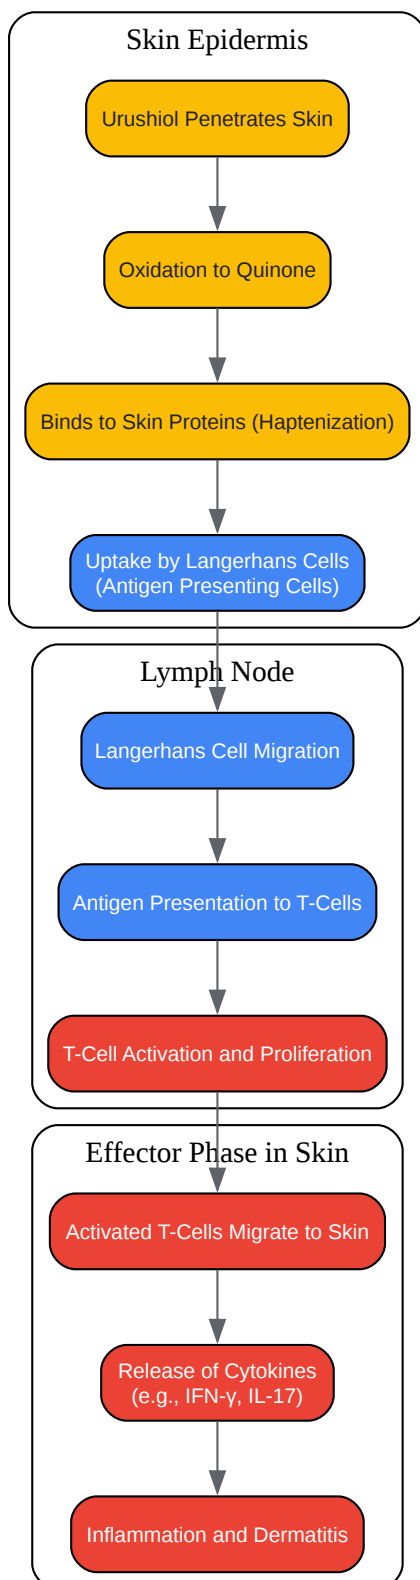 Skin Epidermis
Urushiol Penetrates Skin
Oxidation to Quinone
Binds to Skin Proteins (Haptenization)
Uptake by Langerhans Cells
(Antigen Presenting Cells)
Lymph Node
Langerhans Cell Migration
Antigen Presentation to T-Cells
T-Cell Activation and Proliferation
Effector Phase in Skin
Activated T-Cells Migrate to Skin
Release of Cytokines
(e.g., IFN-γ, IL-17)
Inflammation and Dermatitis